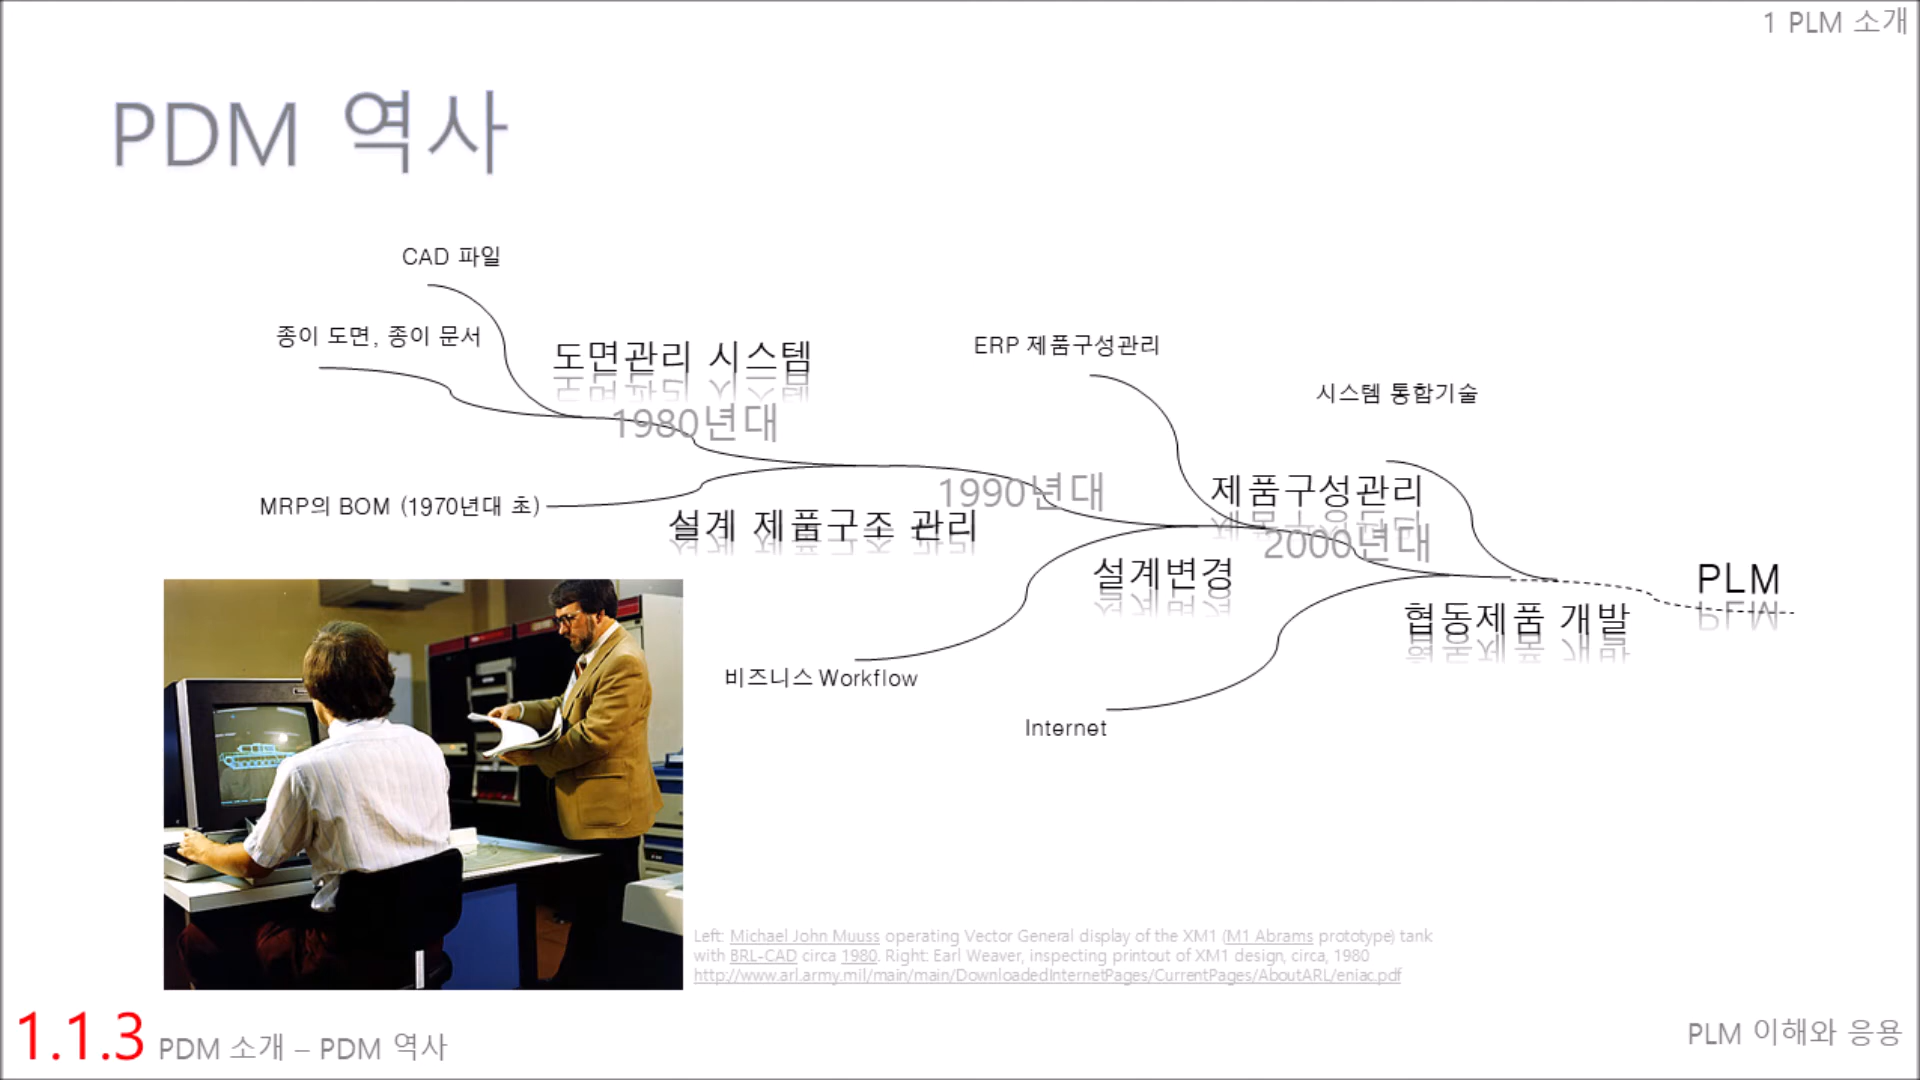 1 PLM 소개
PDM 역사
CAD 파일
종이 도면, 종이 문서
도면관리 시스템
1980년대
ERP 제품구성관리
시스템 통합기술
MRP의 BOM (1970년대 초)
1990년대
설계 제품구조 관리
제품구성관리
2000년대
설계변경
PLM
협동제품 개발
비즈니스 Workflow
Internet
Left: Michael John Muuss operating Vector General display of the XM1 (M1 Abrams prototype) tank
with BRL-CAD circa 1980. Right: Earl Weaver, inspecting printout of XM1 design, circa, 1980
http://www.arl.army.mil/main/main/DownloadedInternetPages/CurrentPages/AboutARL/eniac.pdf
1.1.3 PDM 소개 – PDM 역사
PLM 이해와 응용